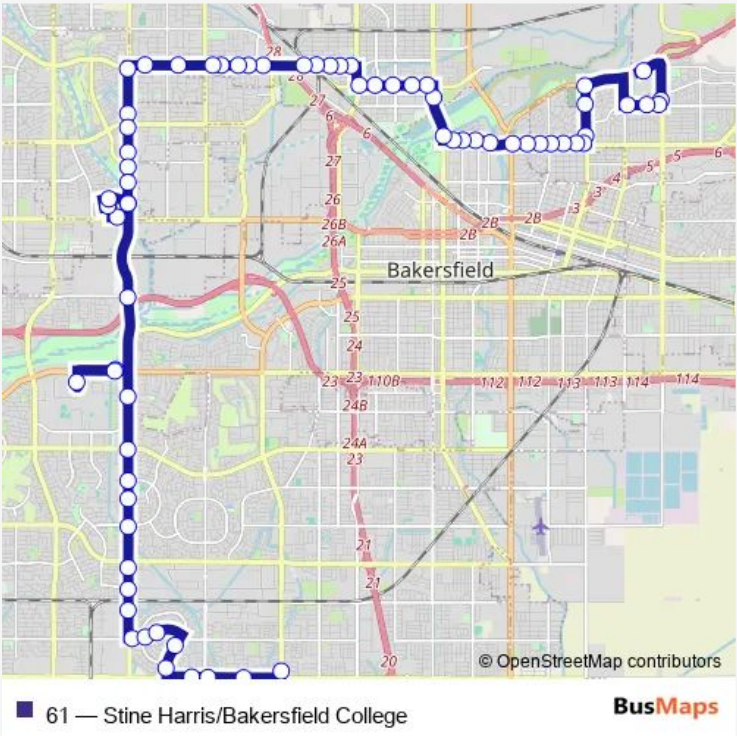 28
28
27
6
6
27
6
5
5
4
3
3
26
2B
2B
26B
2B
26A
Bakersfield
25
25
24
23
23
110B
112
112
113
113
114
114
24B
24A
23
21
21
20
© OpenStreetMap contributors
61 — Stine Harris/Bakersfield College
BusMaps